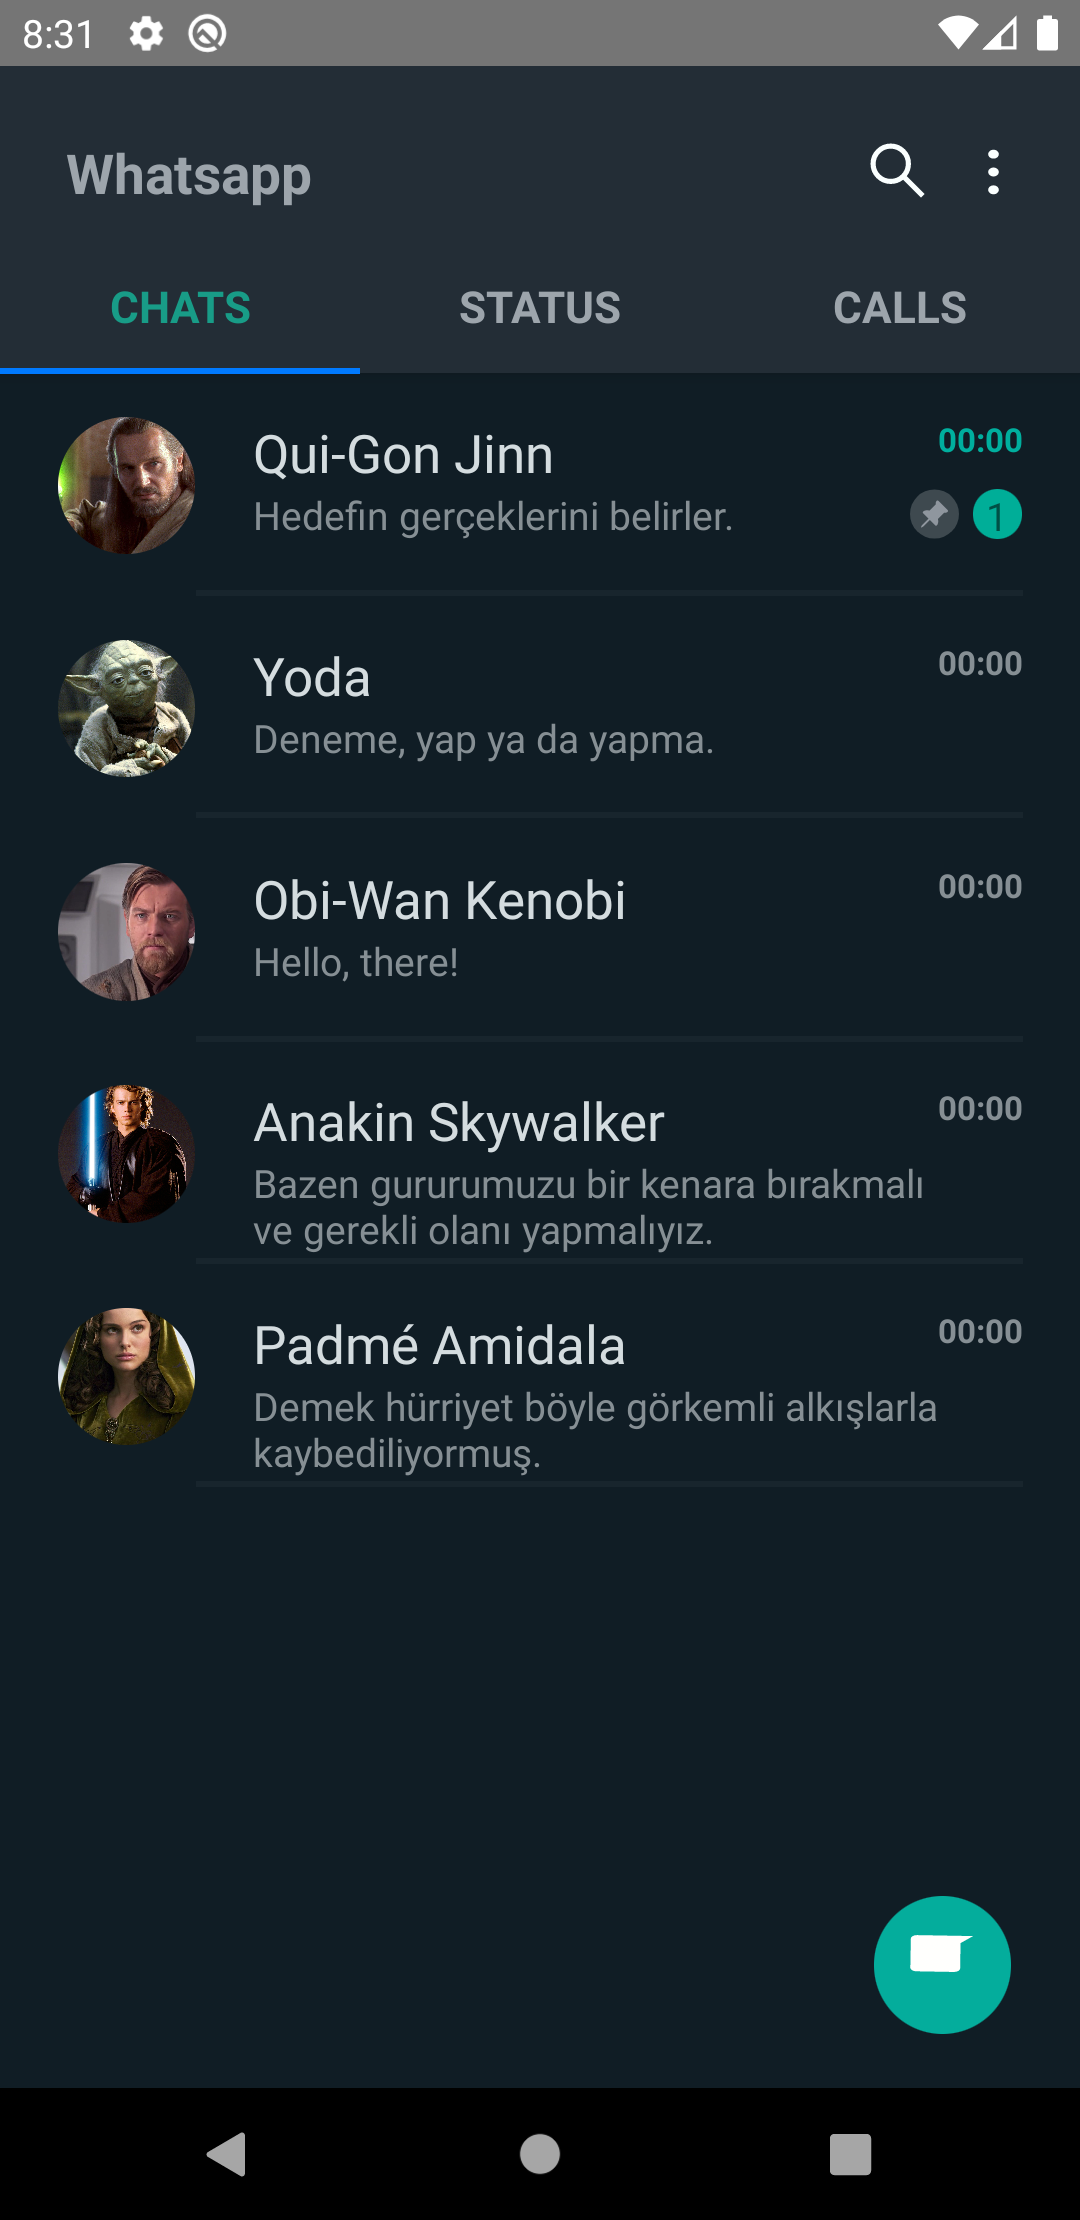 8:31
Whatsapp
CHATS STATUS CALLS
Qui-Gon Jinn 00:00
Hedefin gerçeklerini belirler. 1
Yoda 00:00
Deneme, yap ya da yapma.
Obi-Wan Kenobi 00:00
Hello, there!
Anakin Skywalker 00:00
Bazen gururumuzu bir kenara bırakmalı
ve gerekli olanı yapmalıyız.
Padmé Amidala 00:00
Demek hürriyet böyle görkemli alkışlarla
kaybediliyormuş.